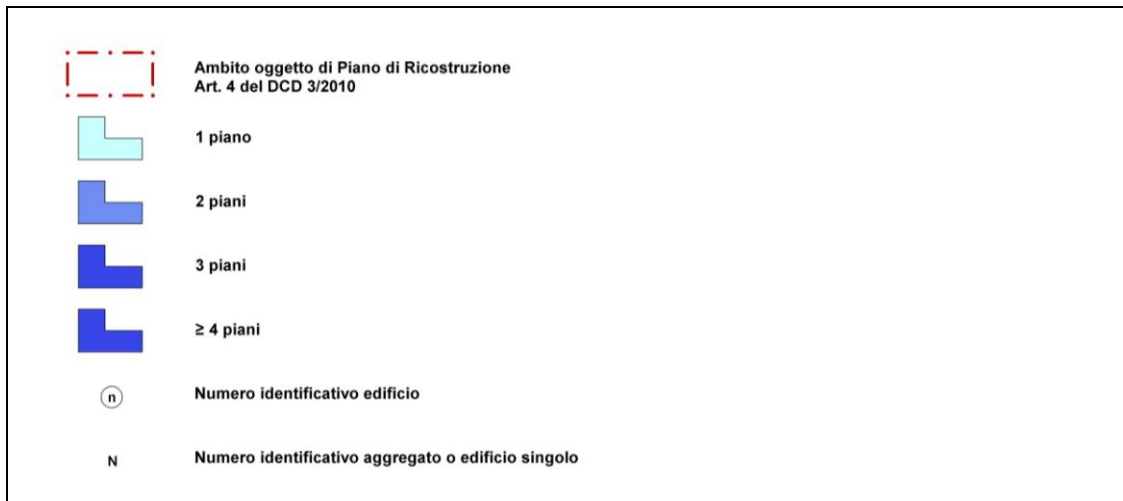 Ambito oggetto di Piano di Ricostruzione
Art. 4 del DCD 3/2010
1 piano
2 piani
3 piani
≥ 4 piani
n Numero identificativo edificio
N Numero identificativo aggregato o edificio singolo